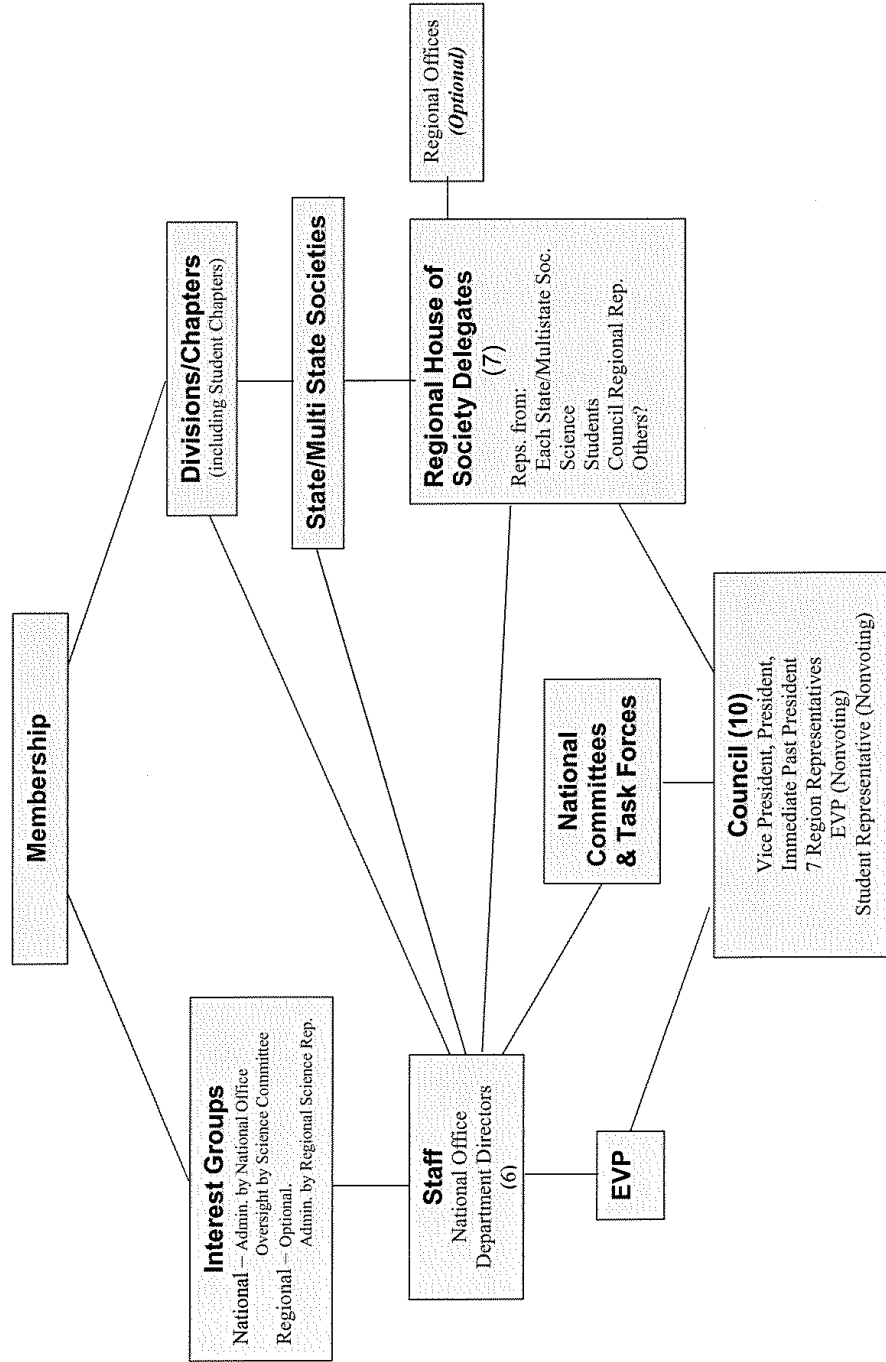 Membership
Interest Groups
National – Admin. by National Office
Oversight by Science Committee
Regional – Optional.
Admin. by Regional Science Rep.
Divisions/Chapters
(including Student Chapters)
State/Multi State Societies
Staff
National Office
Department Directors
(6)
Regional House of
Society Delegates
(7)
Reps. from:
Each State/Multistate Soc.
Science
Students
Council Regional Rep.
Others?
Regional Offices
(Optional)
National
Committees
& Task Forces
EVP
Council (10)
Vice President, President,
Immediate Past President
7 Region Representatives
EVP (Nonvoting)
Student Representative (Nonvoting)